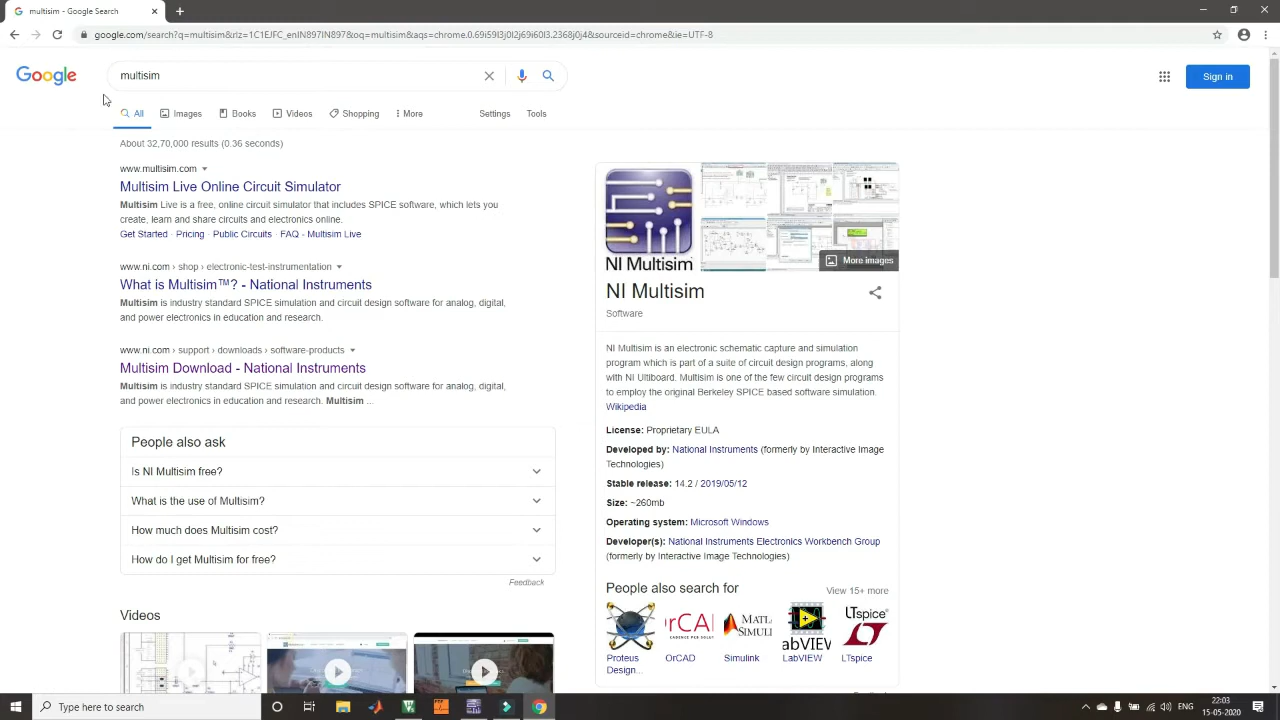 multisim - Google Search
google.com/search?q=multisim&rlz=1C1EJFC_enIN897IN897&oq=multisim&aqs=chrome.0.69i59l3j0l2j69i60l3.2368j0j4&sourceid=chrome&ie=UTF-8
Google
multisim
Sign in
All Images Books Videos Shopping More Settings Tools
About 32,70,000 results (0.36 seconds)
www.multisim.com
Multisim Live Online Circuit Simulator
Multisim Live is a free, online circuit simulator that includes SPICE software, which lets you
create, learn and share circuits and electronics online.
Started · Pricing · Public Circuits · FAQ - Multisim Live
shop › electronic-test-instrumentation
What is Multisim™? - National Instruments
Multisim is industry standard SPICE simulation and circuit design software for analog, digital,
and power electronics in education and research.
www.ni.com › support › downloads › software-products
Multisim Download - National Instruments
Multisim is industry standard SPICE simulation and circuit design software for analog, digital,
and power electronics in education and research. Multisim ...
People also ask
Is NI Multisim free?
What is the use of Multisim?
How much does Multisim cost?
How do I get Multisim for free?
Feedback
Videos
NI Multisim
More images
NI Multisim
Software
NI Multisim is an electronic schematic capture and simulation
program which is part of a suite of circuit design programs, along
with NI Ultiboard. Multisim is one of the few circuit design programs
to employ the original Berkeley SPICE based software simulation.
Wikipedia
License: Proprietary EULA
Developed by: National Instruments (formerly by Interactive Image
Technologies)
Stable release: 14.2 / 2019/05/12
Size: ~260mb
Operating system: Microsoft Windows
Developer(s): National Instruments Electronics Workbench Group
(formerly by Interactive Image Technologies)
People also search for
View 15+ more
Proteus
Design...
OrCAD
Simulink
LabVIEW
LTspice
Type here to search
ENG
22:03
15-05-2020